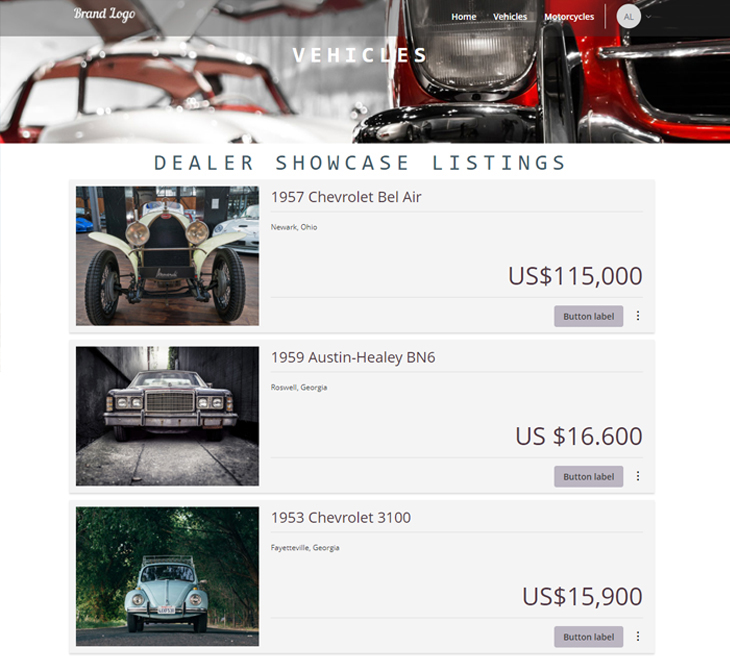 Brand Logo
Home Vehicles Motorcycles AL
VEHICLES
DEALER SHOWCASE LISTINGS
1957 Chevrolet Bel Air
Newark, Ohio
US$115,000
Button label
1959 Austin-Healey BN6
Roswell, Georgia
US $16.600
Button label
1953 Chevrolet 3100
Fayetteville, Georgia
US$15,900
Button label